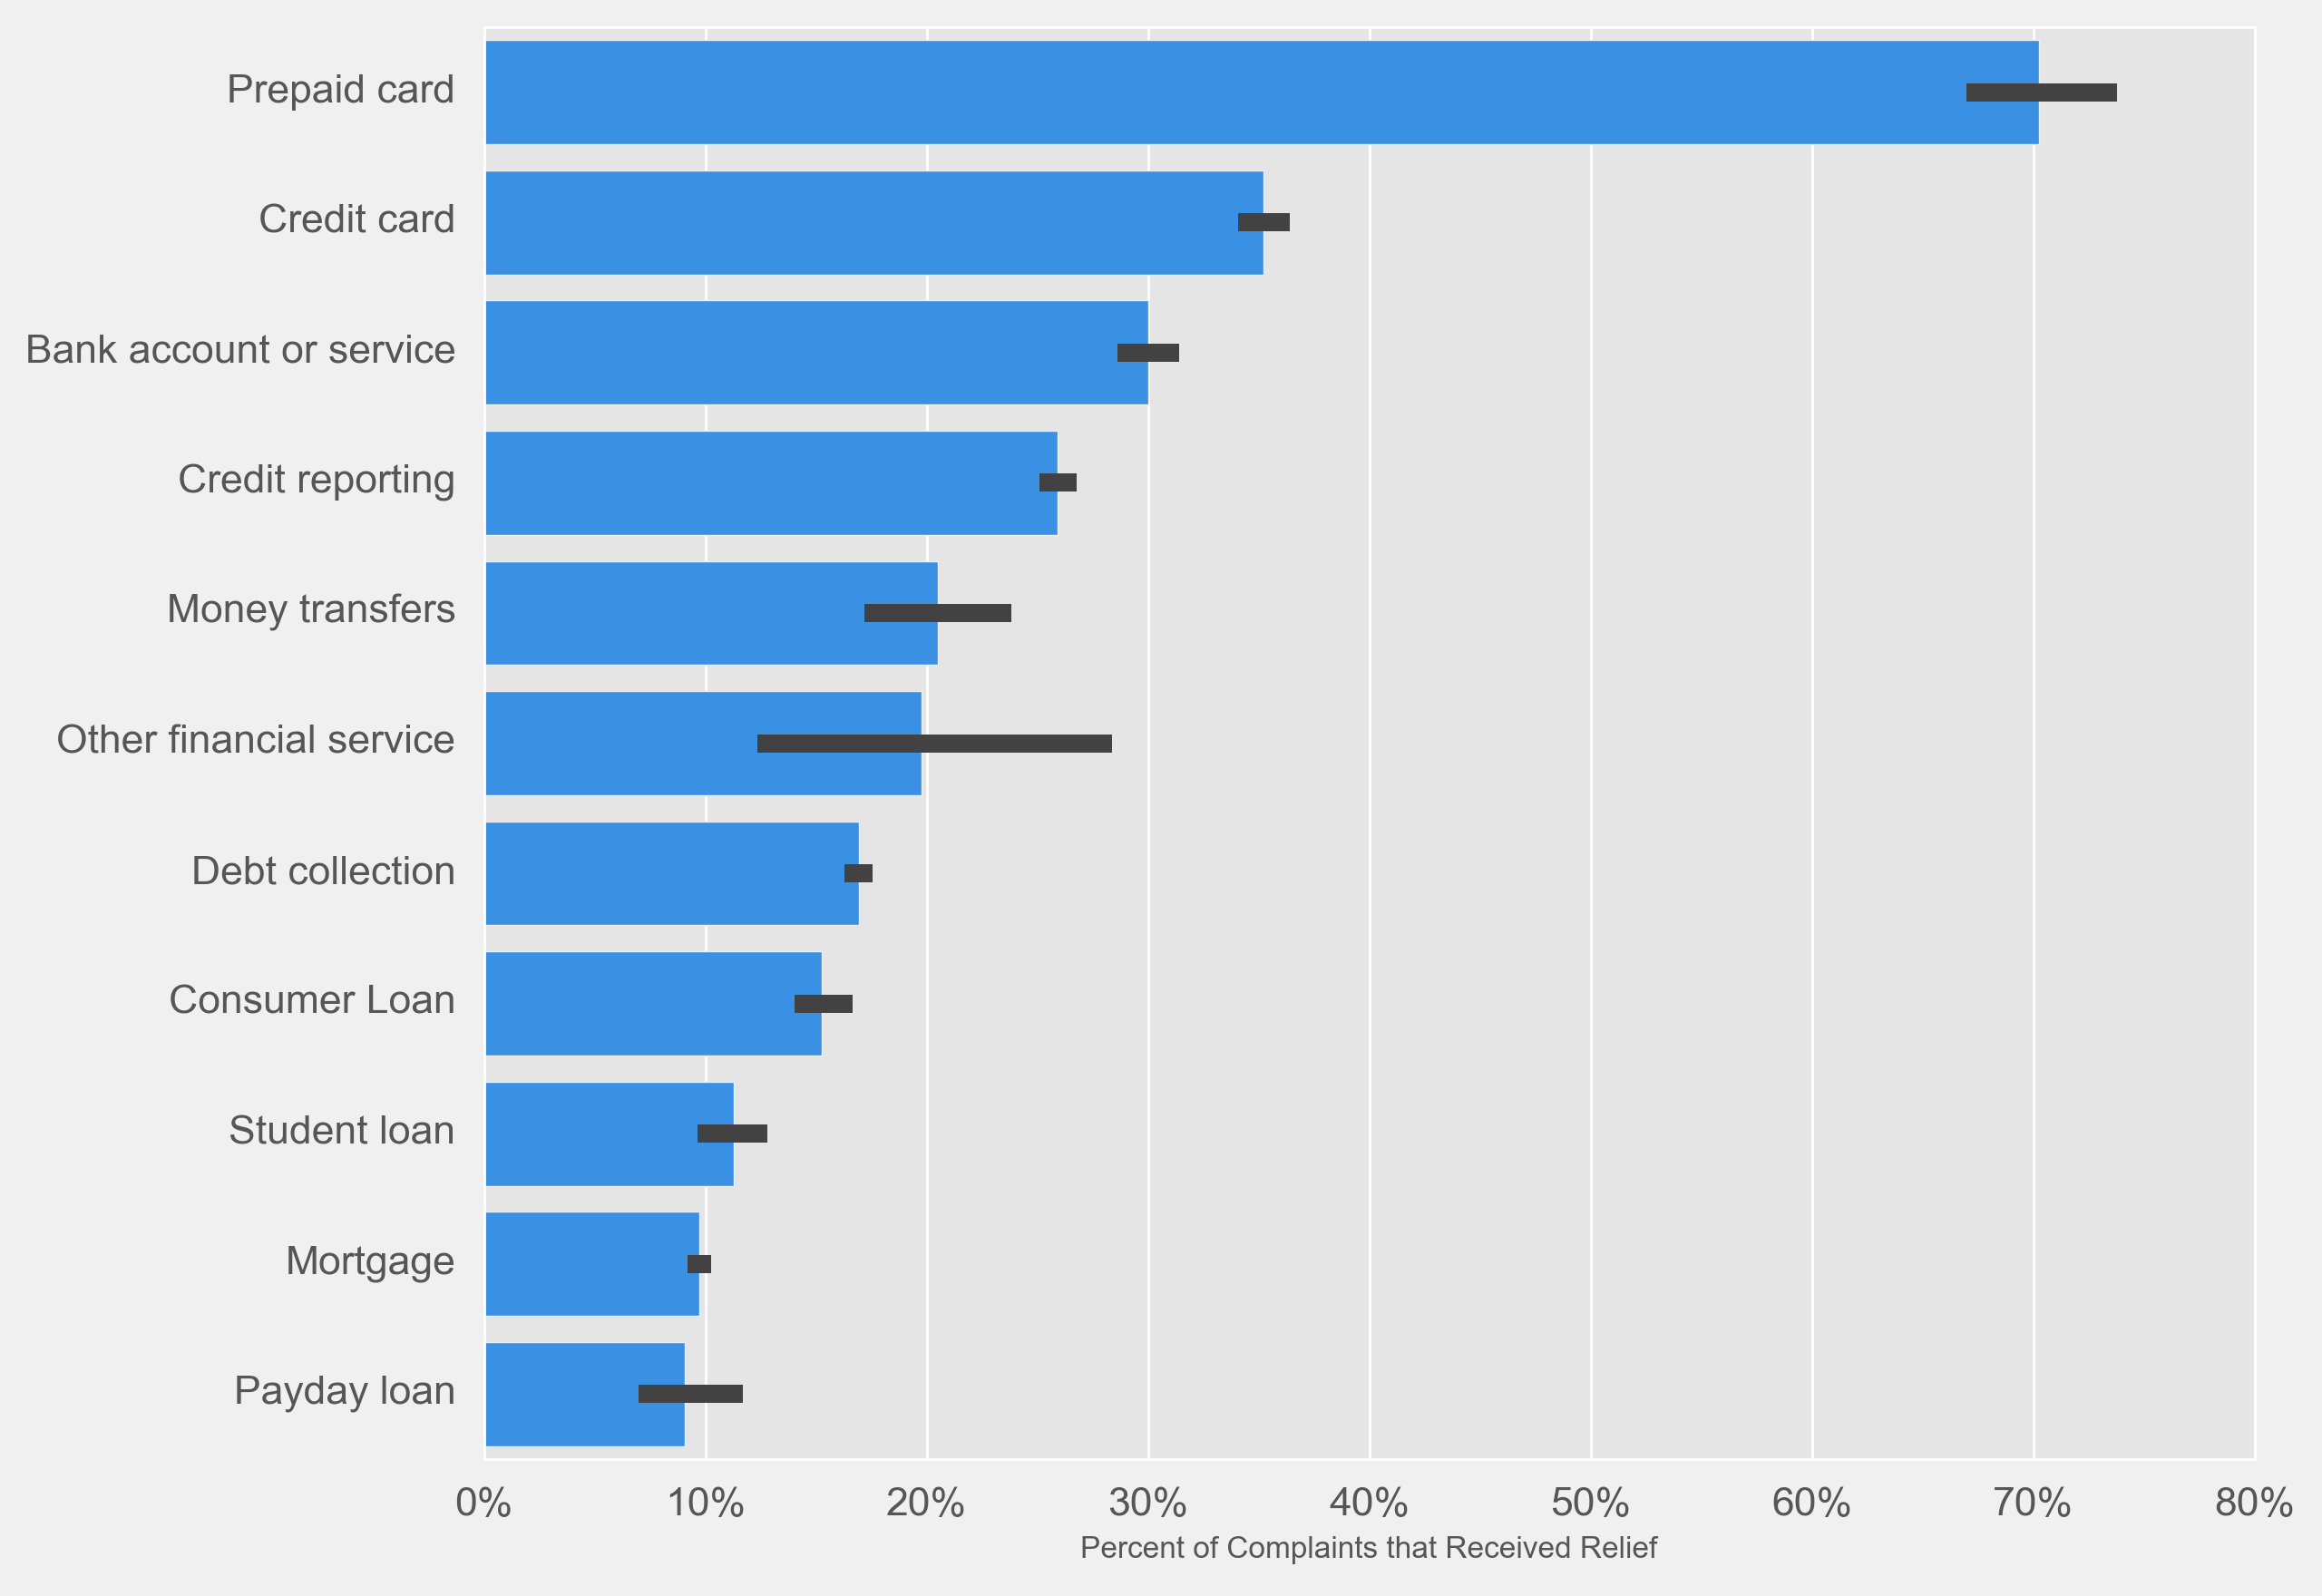 Prepaid card
Credit card
Bank account or service
Credit reporting
Money transfers
Other financial service
Debt collection
Consumer Loan
Student loan
Mortgage
Payday loan
0% 10% 20% 30% 40% 50% 60% 70% 80%
Percent of Complaints that Received Relief